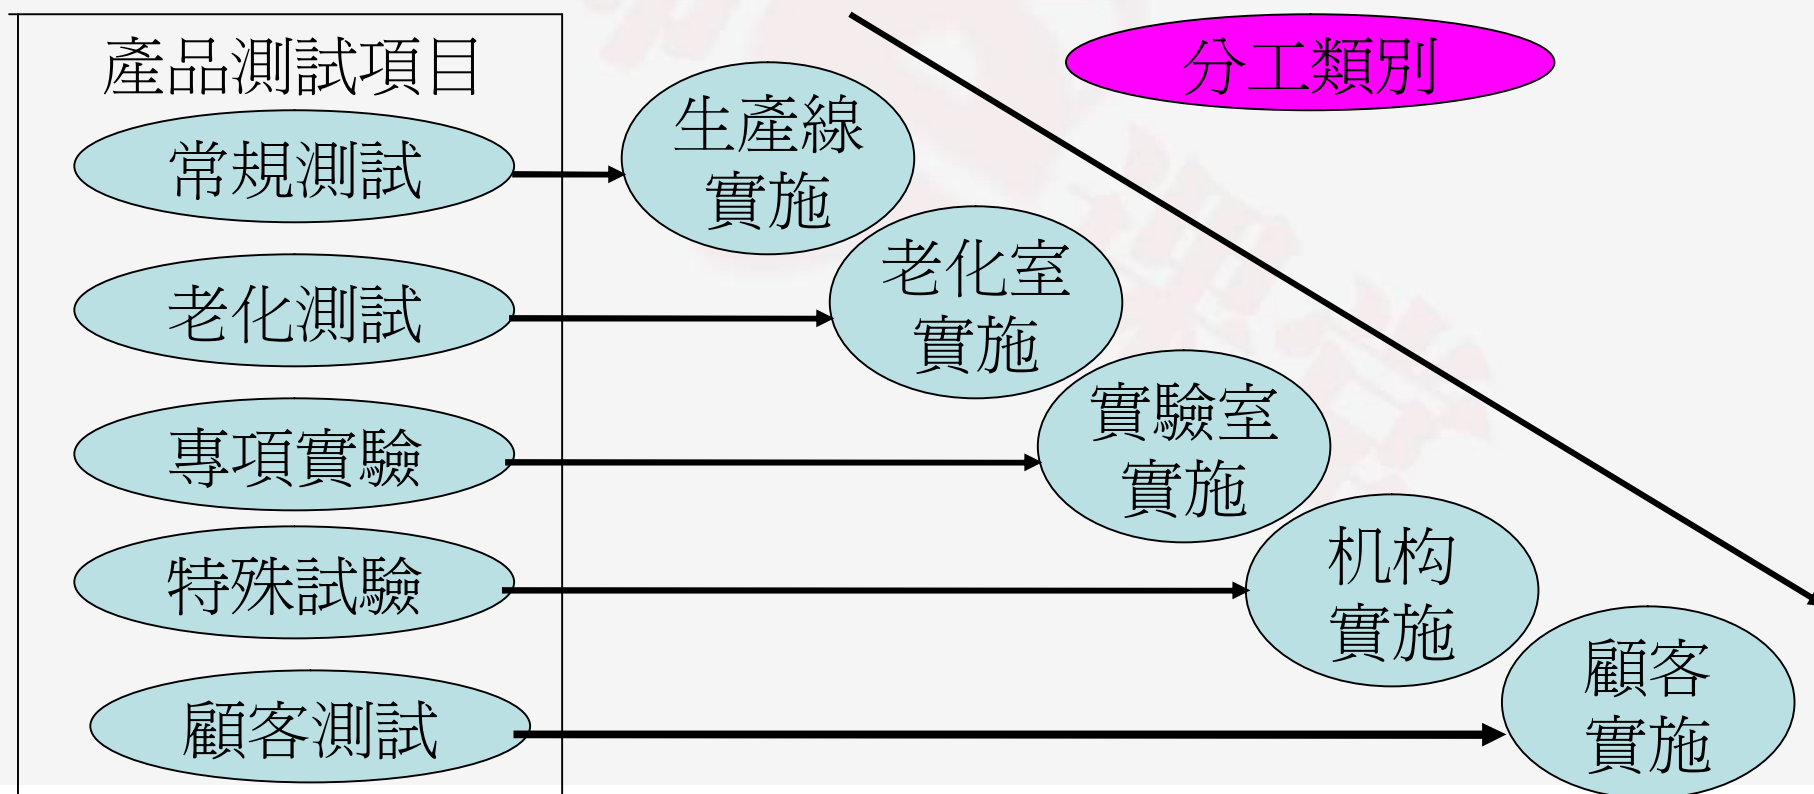 產品測試項目
分工類別
常規測試
生產線
實施
老化測試
老化室
實施
專項實驗
實驗室
實施
特殊試驗
机构
實施
顧客測試
顧客
實施